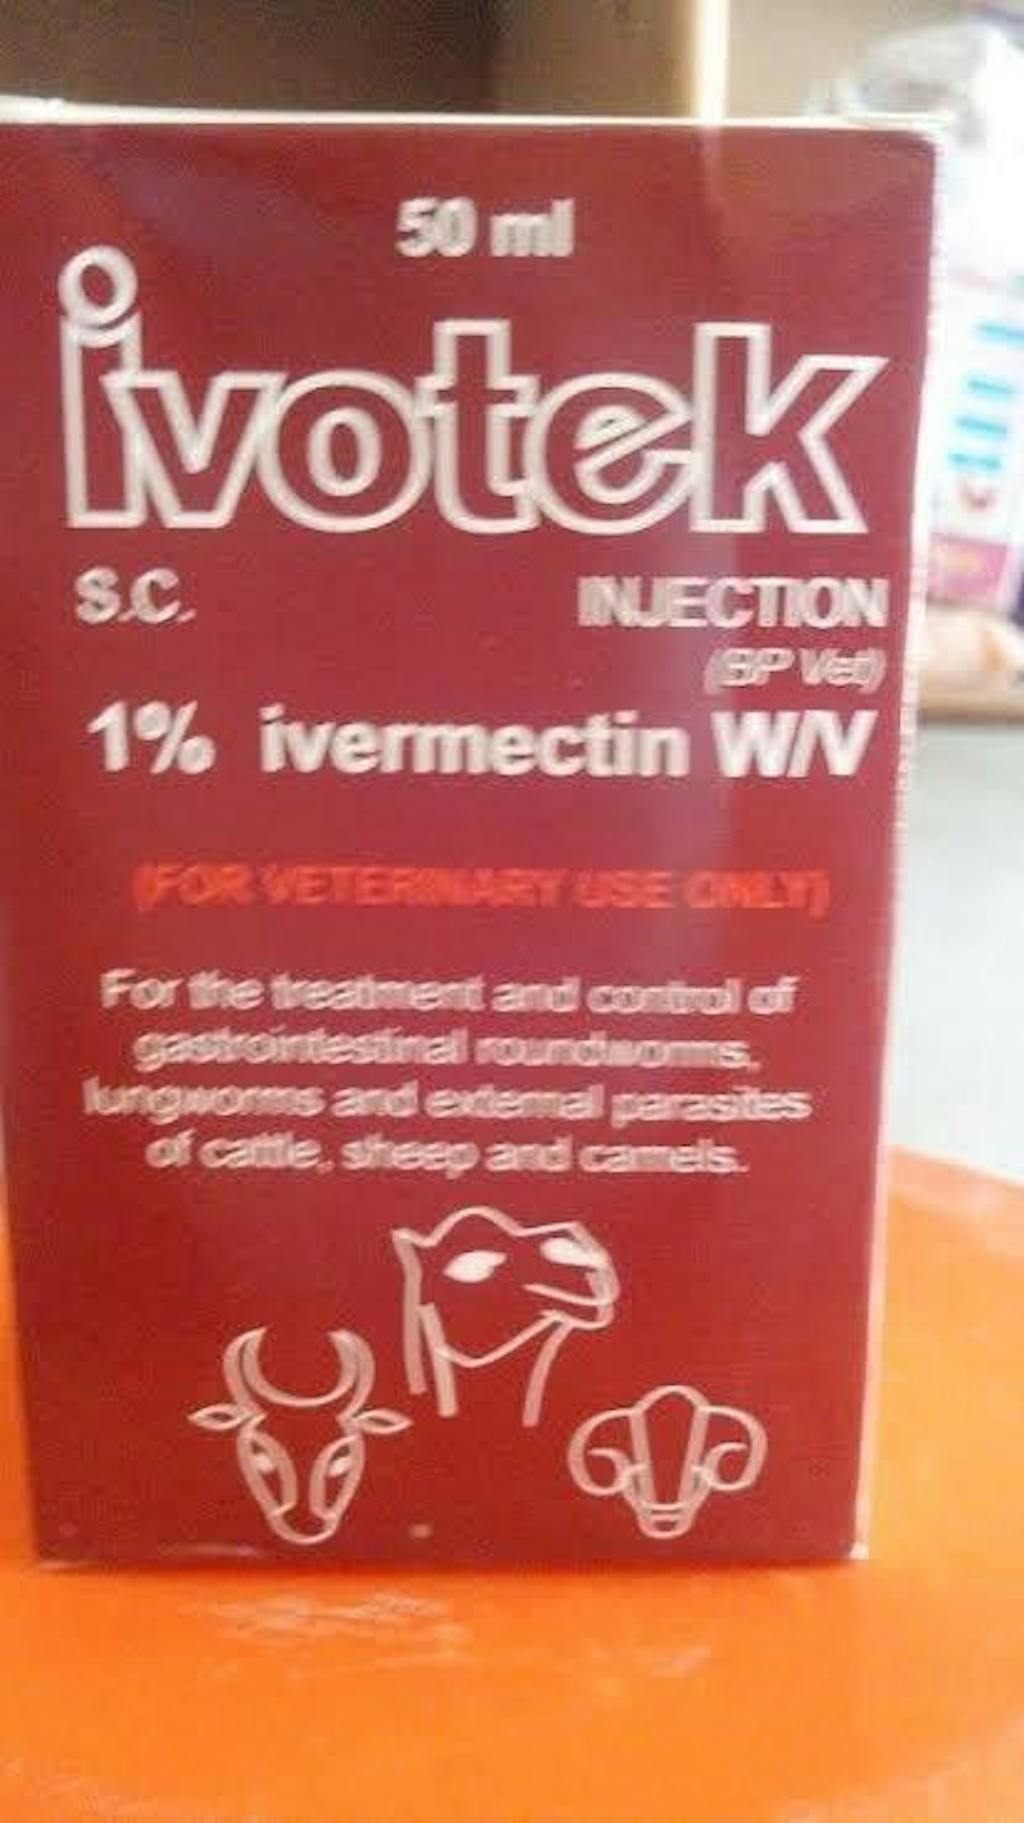 50 ml
ivotek
S.C. INJECTION
(BP Vet)
1% ivermectin W/V
(FOR VETERINARY USE ONLY)
For the treatment and control of
gastrointestinal roundworms,
lungworms and external parasites
of cattle, sheep and camels.